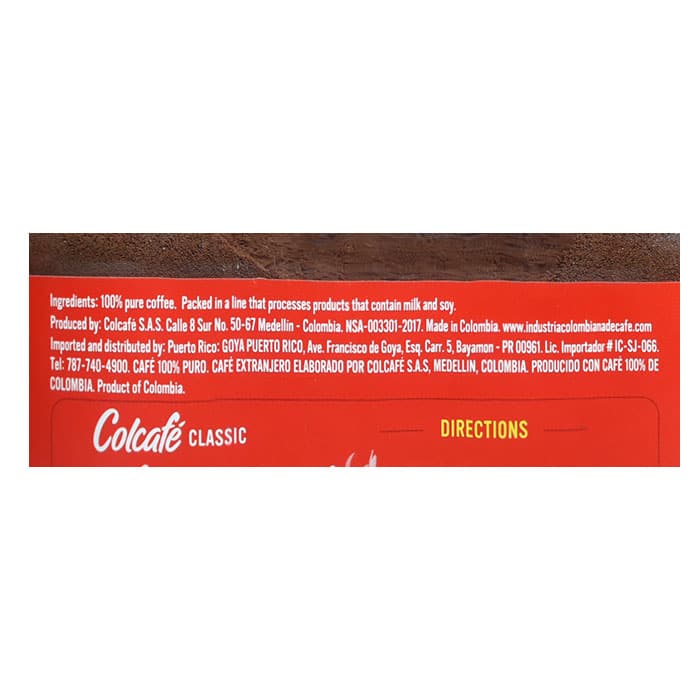 Ingredients: 100% pure coffee. Packed in a line that processes products that contain milk and soy.
Produced by: Colcafé S.A.S. Calle 8 Sur No. 50-67 Medellin - Colombia. NSA-003301-2017. Made in Colombia. www.industriacolombianadecafe.com
Imported and distributed by: Puerto Rico: GOYA PUERTO RICO, Ave. Francisco de Goya, Esq. Carr. 5, Bayamon - PR 00961. Lic. Importador # IC-SJ-066.
Tel: 787-740-4900. CAFÉ 100% PURO. CAFÉ EXTRANJERO ELABORADO POR COLCAFÉ S.A.S, MEDELLIN, COLOMBIA. PRODUCIDO CON CAFÉ 100% DE
COLOMBIA. Product of Colombia.
Colcafé CLASSIC
DIRECTIONS